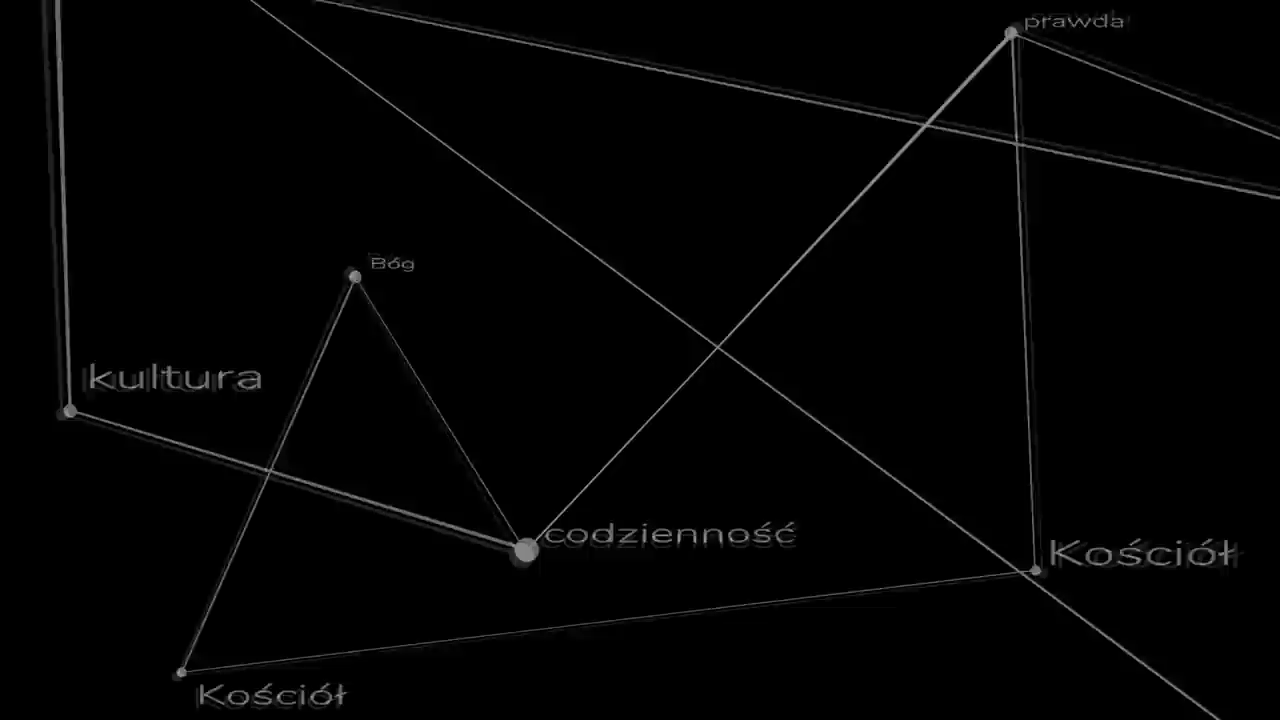 prawda
Bóg
kultura
codzienność
Kościół
Kościół